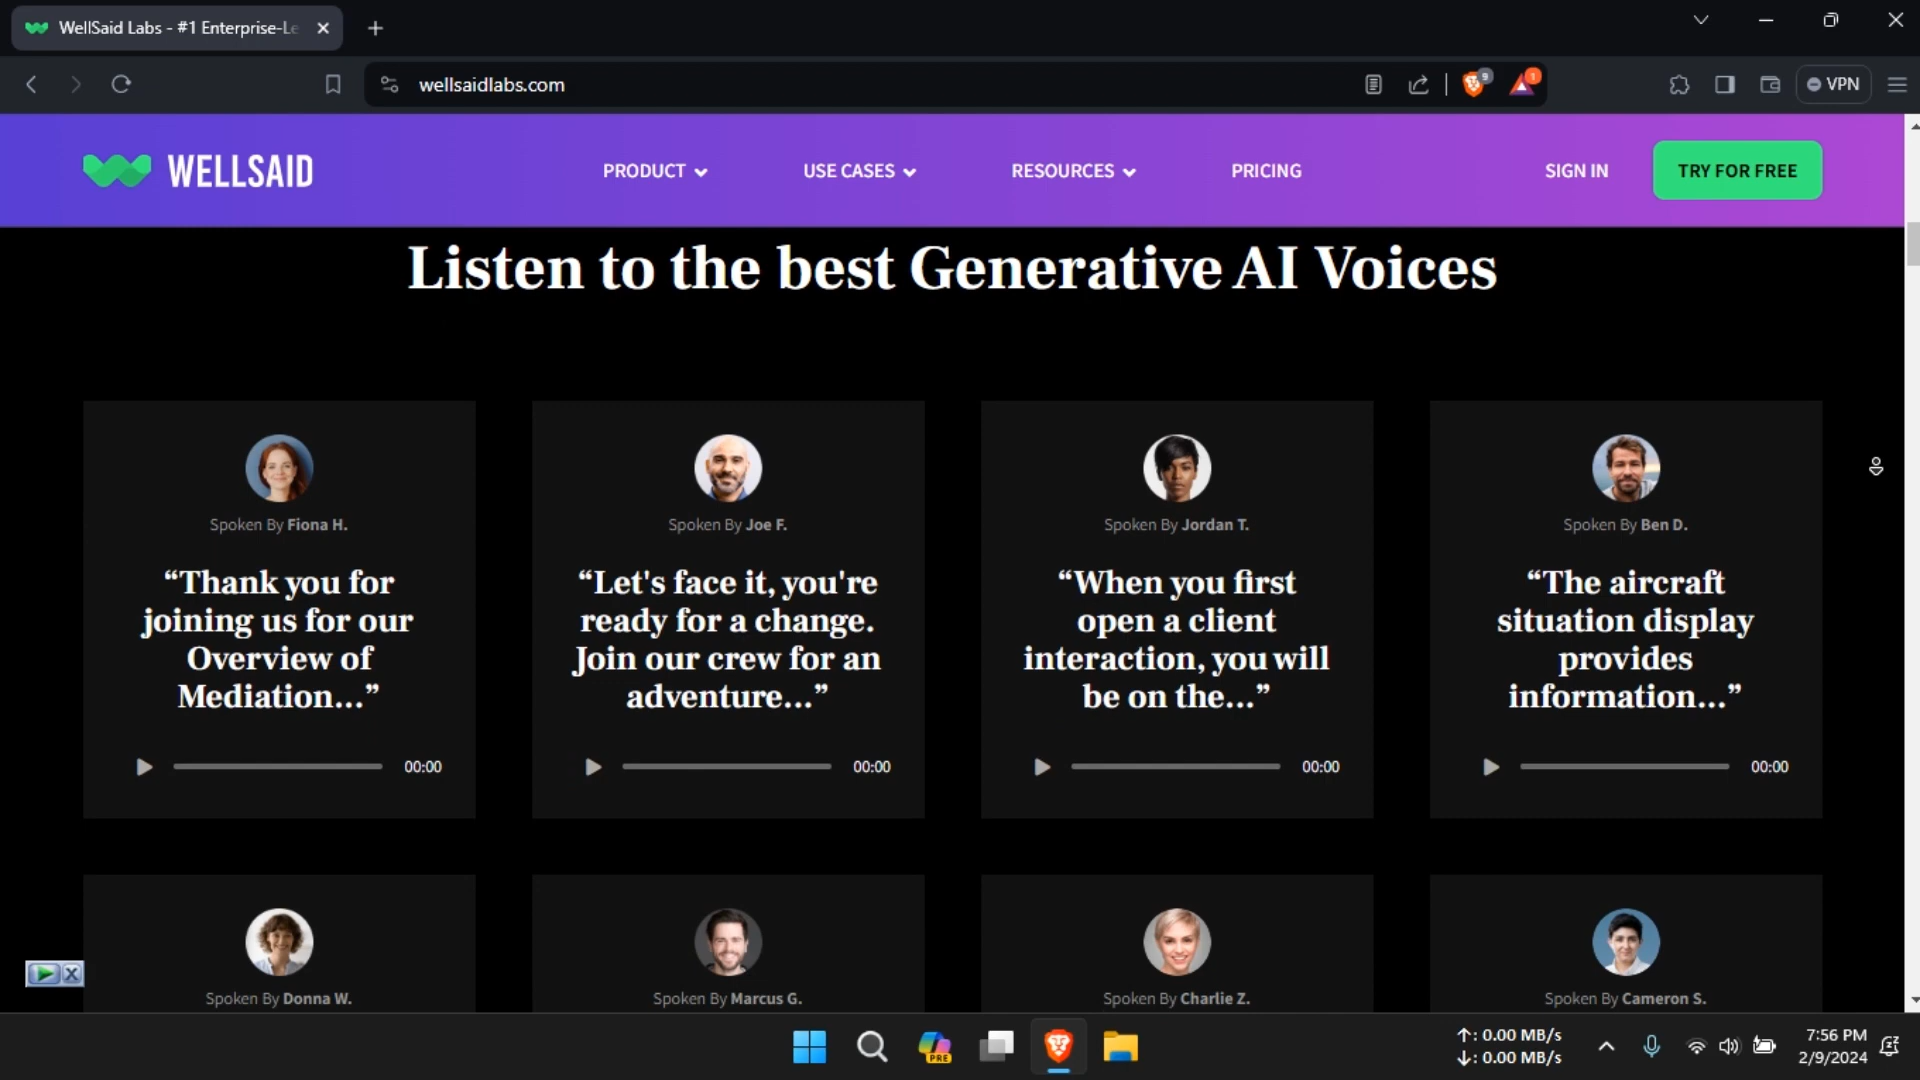 WellSaid Labs - #1 Enterprise-Le
wellsaidlabs.com
9
1
VPN
WELLSAID
PRODUCT
USE CASES
RESOURCES
PRICING
SIGN IN
TRY FOR FREE
Listen to the best Generative AI Voices
Spoken By Fiona H.
“Thank you for
joining us for our
Overview of
Mediation...”
00:00
Spoken By Joe F.
“Let's face it, you're
ready for a change.
Join our crew for an
adventure...”
00:00
Spoken By Jordan T.
“When you first
open a client
interaction, you will
be on the...”
00:00
Spoken By Ben D.
“The aircraft
situation display
provides
information...”
00:00
Spoken By Donna W.
Spoken By Marcus G.
Spoken By Charlie Z.
Spoken By Cameron S.
PRE
↑: 0.00 MB/s
↓: 0.00 MB/s
7:56 PM
2/9/2024